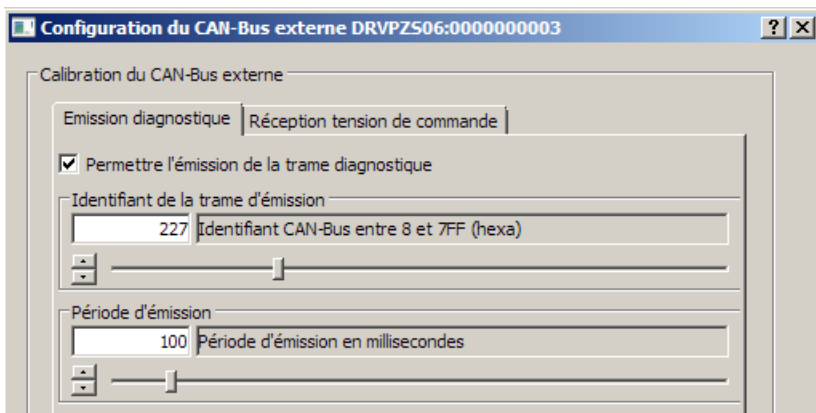 Configuration du CAN-Bus externe DRVPZS06:0000000003
Calibration du CAN-Bus externe
Emission diagnostique
Réception tension de commande
Permettre l'émission de la trame diagnostique
Identifiant de la trame d'émission
227 Identifiant CAN-Bus entre 8 et 7FF (hexa)
Période d'émission
100 Période d'émission en millisecondes